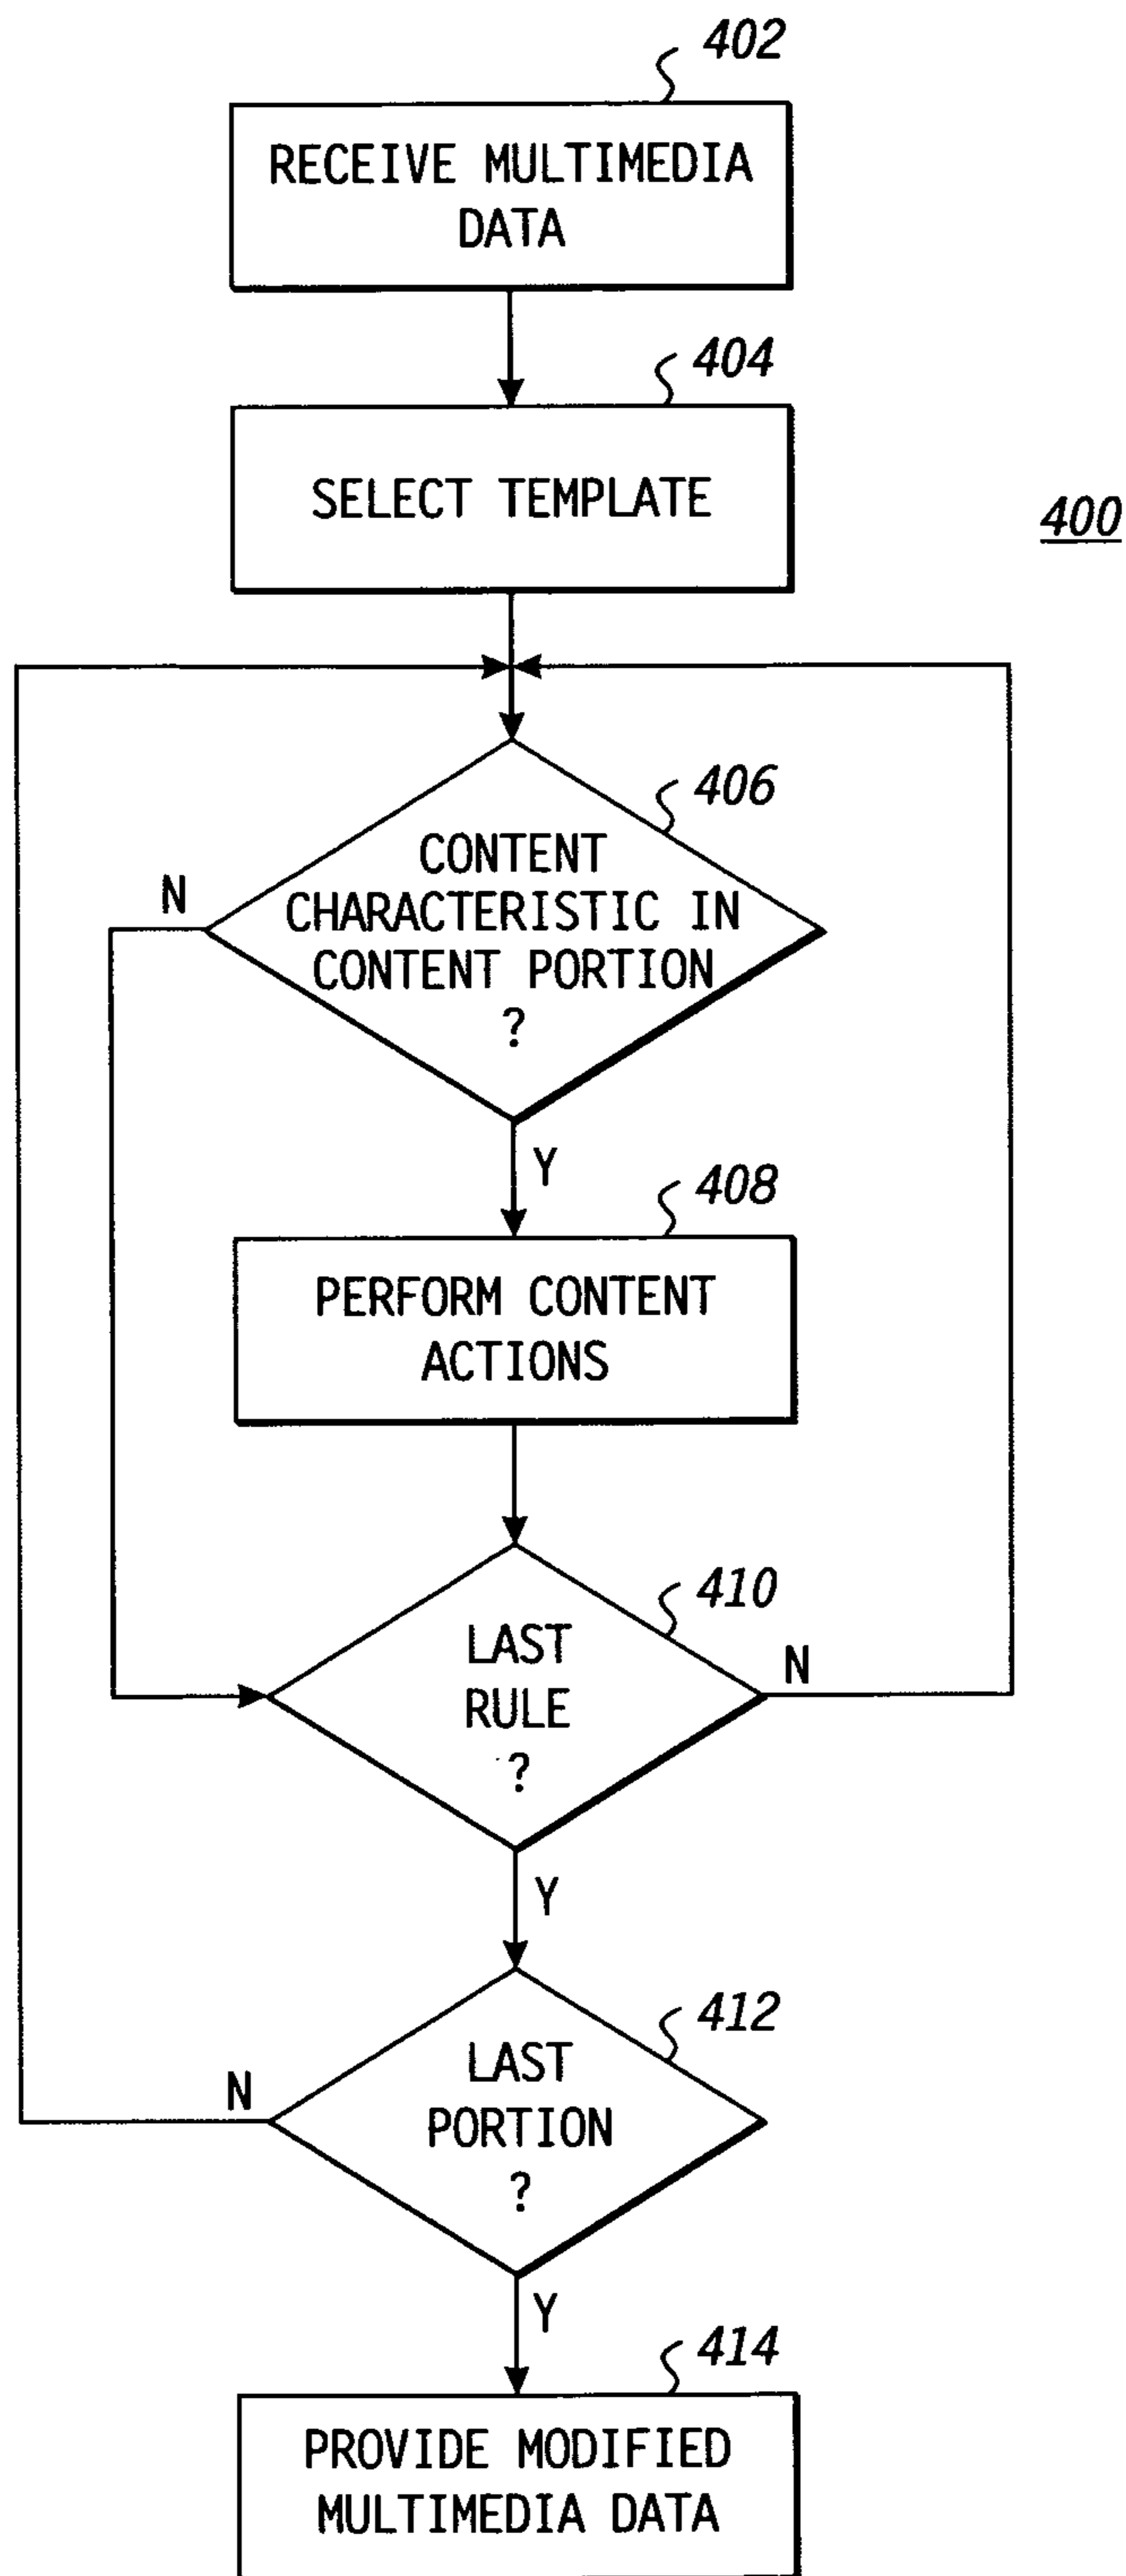 402
RECEIVE MULTIMEDIA
DATA
404
SELECT TEMPLATE
400
406
CONTENT
CHARACTERISTIC IN
CONTENT PORTION
?
N
Y
408
PERFORM CONTENT
ACTIONS
410
LAST
RULE
?
N
Y
412
LAST
PORTION
?
N
Y
414
PROVIDE MODIFIED
MULTIMEDIA DATA